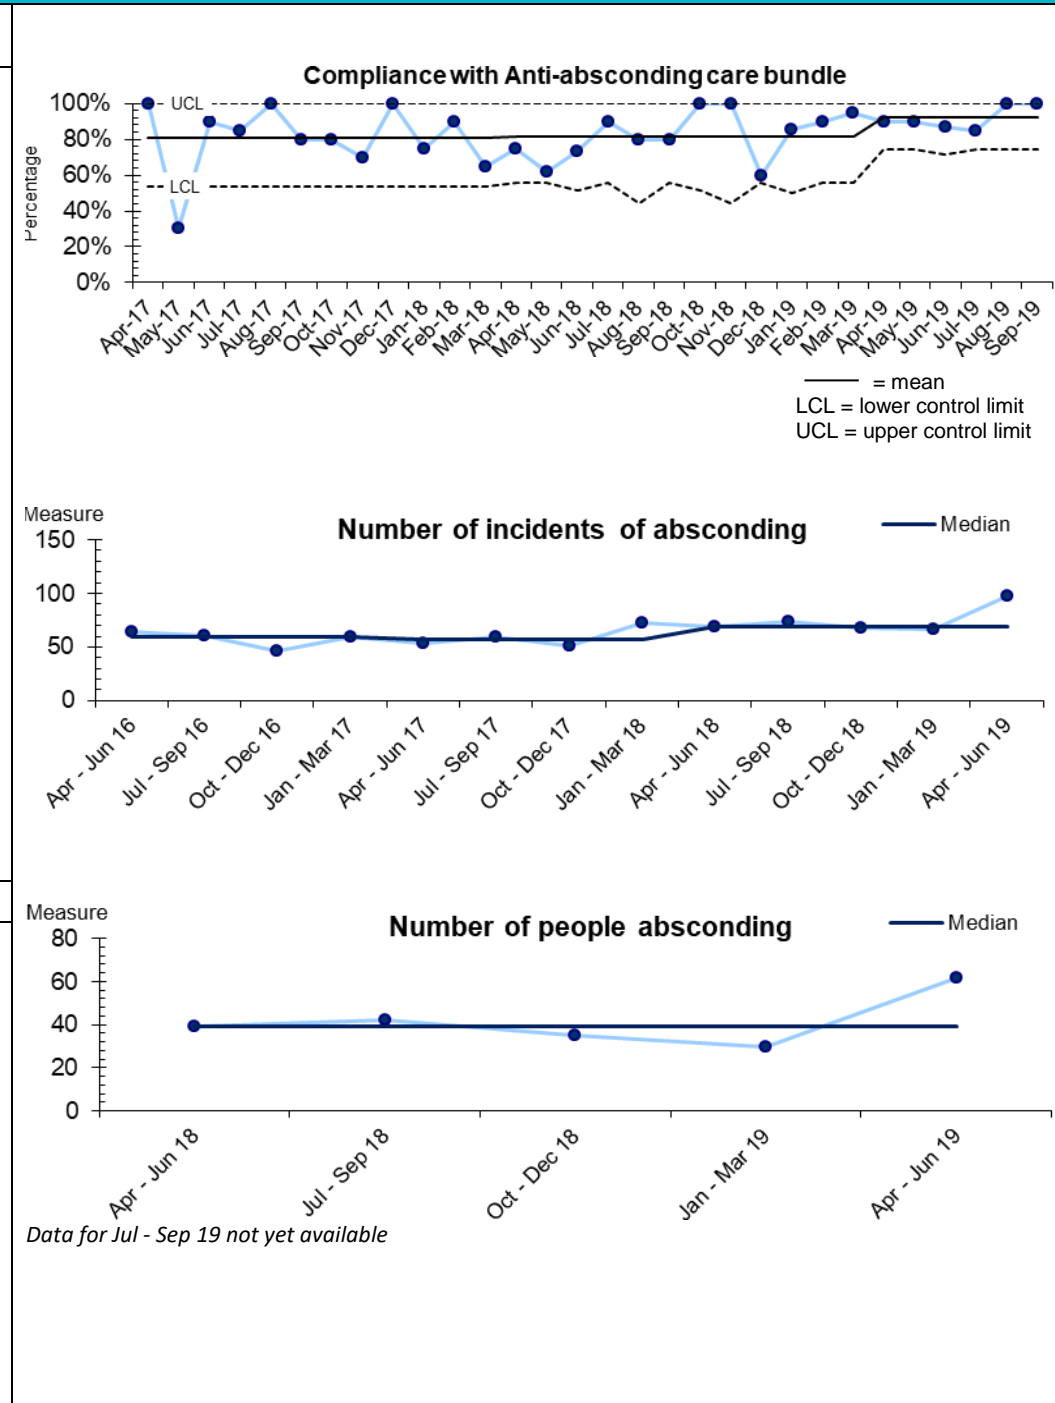 Compliance with Anti-absconding care bundle
Percentage
100%
80%
60%
40%
20%
0%
UCL
LCL
Apr-17
May-17
Jun-17
Jul-17
Aug-17
Sep-17
Oct-17
Nov-17
Dec-17
Jan-18
Feb-18
Mar-18
Apr-18
May-18
Jun-18
Jul-18
Aug-18
Sep-18
Oct-18
Nov-18
Dec-18
Jan-19
Feb-19
Mar-19
Apr-19
May-19
Jun-19
Jul-19
Aug-19
Sep-19
= mean
LCL = lower control limit
UCL = upper control limit
Measure
Number of incidents of absconding
Median
150
100
50
0
Apr - Jun 16
Jul - Sep 16
Oct - Dec 16
Jan - Mar 17
Apr - Jun 17
Jul - Sep 17
Oct - Dec 17
Jan - Mar 18
Apr - Jun 18
Jul - Sep 18
Oct - Dec 18
Jan - Mar 19
Apr - Jun 19
Measure
Number of people absconding
Median
80
60
40
20
0
Apr - Jun 18
Jul - Sep 18
Oct - Dec 18
Jan - Mar 19
Apr - Jun 19
Data for Jul - Sep 19 not yet available